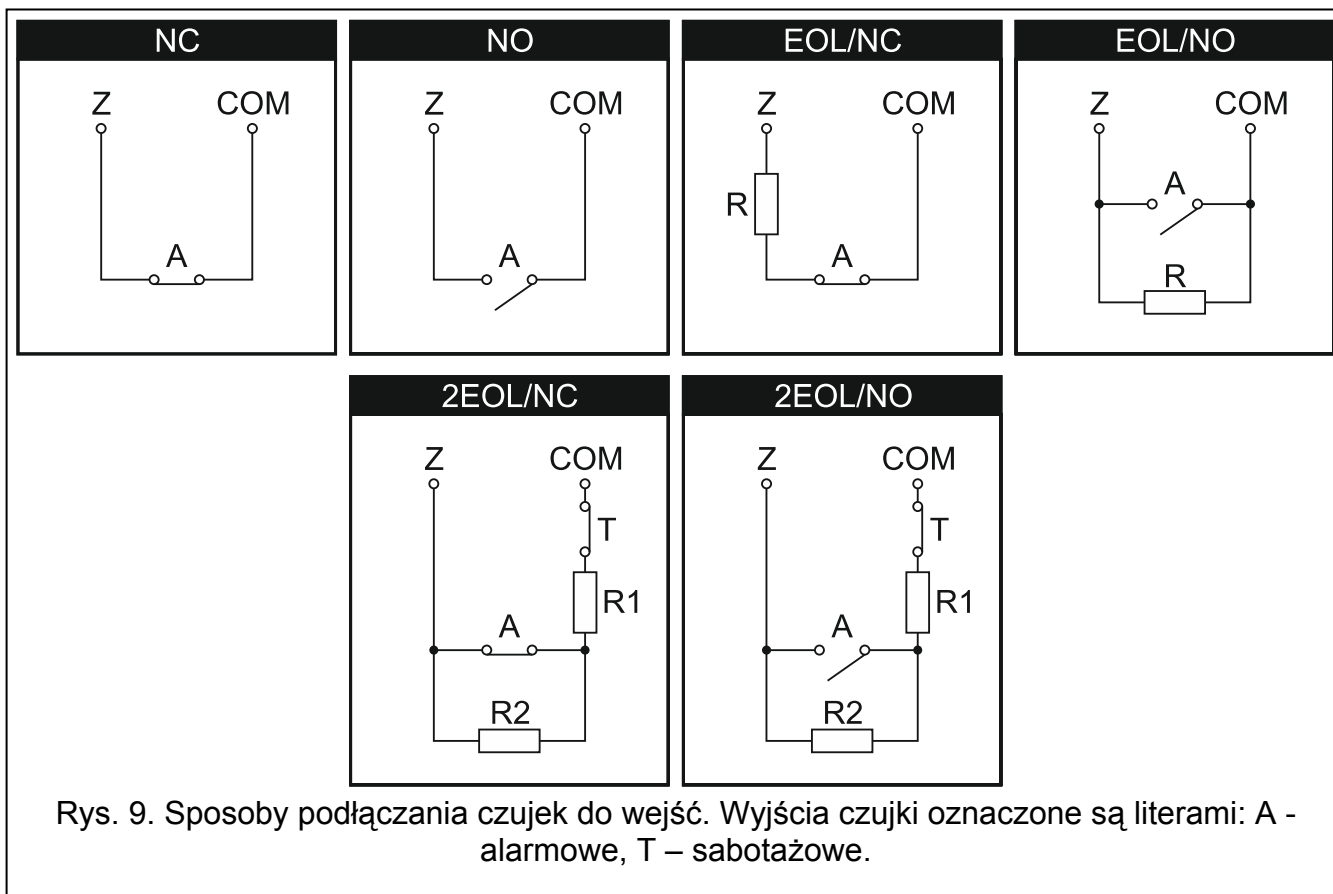 NC
Z COM
A
NO
Z COM
A
EOL/NC
Z COM
R
A
EOL/NO
Z COM
A
R
2EOL/NC
Z COM
T
R1
A
R2
2EOL/NO
Z COM
T
R1
A
R2
Rys. 9. Sposoby podłączania czujek do wejść. Wyjścia czujki oznaczone są literami: A -
alarmowe, T – sabotażowe.